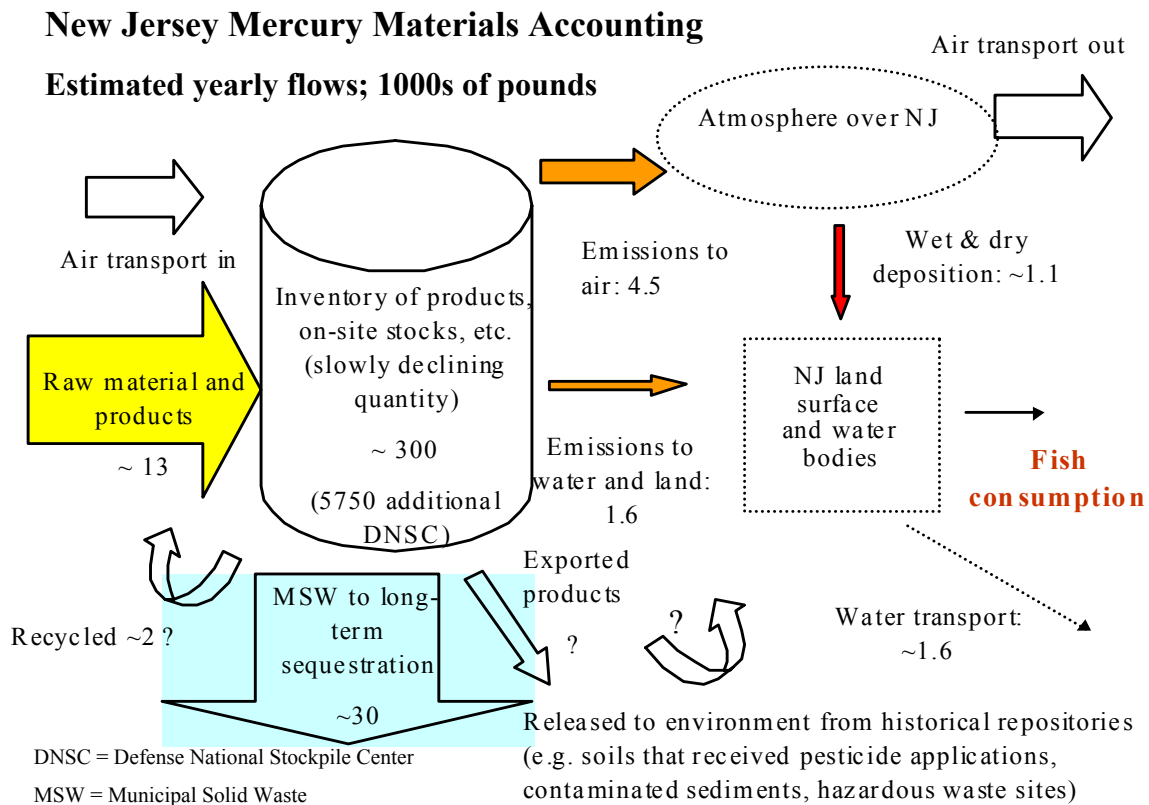 New Jersey Mercury Materials Accounting
Estimated yearly flows; 1000s of pounds
Air transport out
Atmosphere over NJ
Air transport in
Emissions to
air: 4.5
Wet & dry
deposition: ~1.1
Inventory of products,
on-site stocks, etc.
(slowly declining
quantity)
~ 300
(5750 additional
DNSC)
Raw material and
products
~ 13
NJ land
surface
and water
bodies
Emissions to
water and land:
1.6
Fish
consumption
Exported
products
?
MSW to long-
term
sequestration
~30
Recycled ~2 ?
?
Water transport:
~1.6
Released to environment from historical repositories
(e.g. soils that received pesticide applications,
contaminated sediments, hazardous waste sites)
DNSC = Defense National Stockpile Center
MSW = Municipal Solid Waste